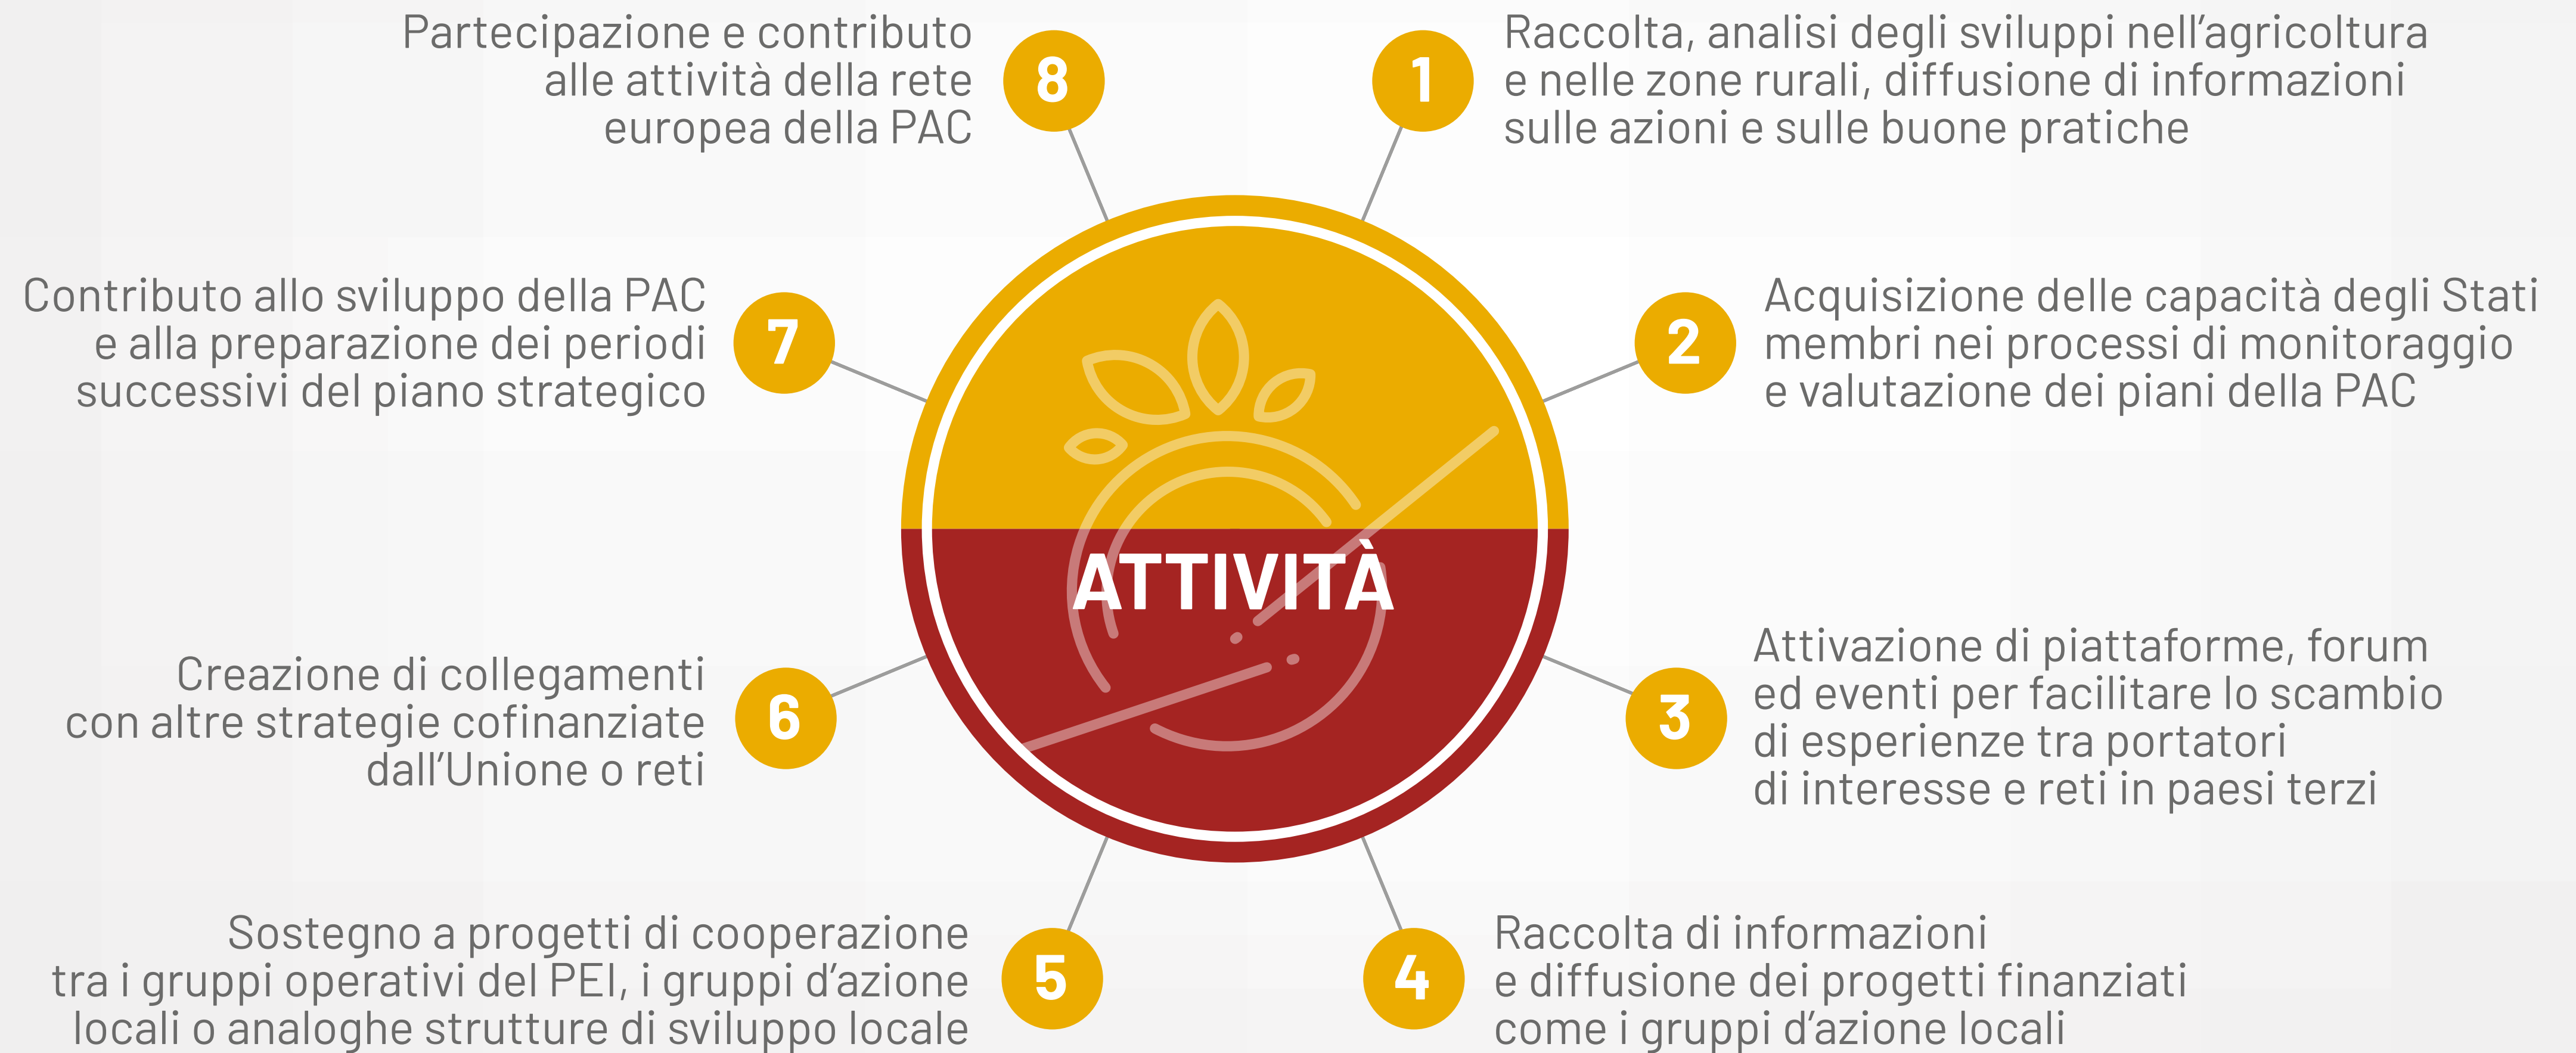 1
Raccolta, analisi degli sviluppi nell’agricoltura
e nelle zone rurali, diffusione di informazioni
sulle azioni e sulle buone pratiche
2
Acquisizione delle capacità degli Stati
membri nei processi di monitoraggio
e valutazione dei piani della PAC
3
Attivazione di piattaforme, forum
ed eventi per facilitare lo scambio
di esperienze tra portatori
di interesse e reti in paesi terzi
4
Raccolta di informazioni
e diffusione dei progetti finanziati
come i gruppi d’azione locali
5
Sostegno a progetti di cooperazione
tra i gruppi operativi del PEI, i gruppi d’azione
locali o analoghe strutture di sviluppo locale
6
Creazione di collegamenti
con altre strategie cofinanziate
dall’Unione o reti
7
Contributo allo sviluppo della PAC
e alla preparazione dei periodi
successivi del piano strategico
8
Partecipazione e contributo
alle attività della rete
europea della PAC
ATTIVITÀ